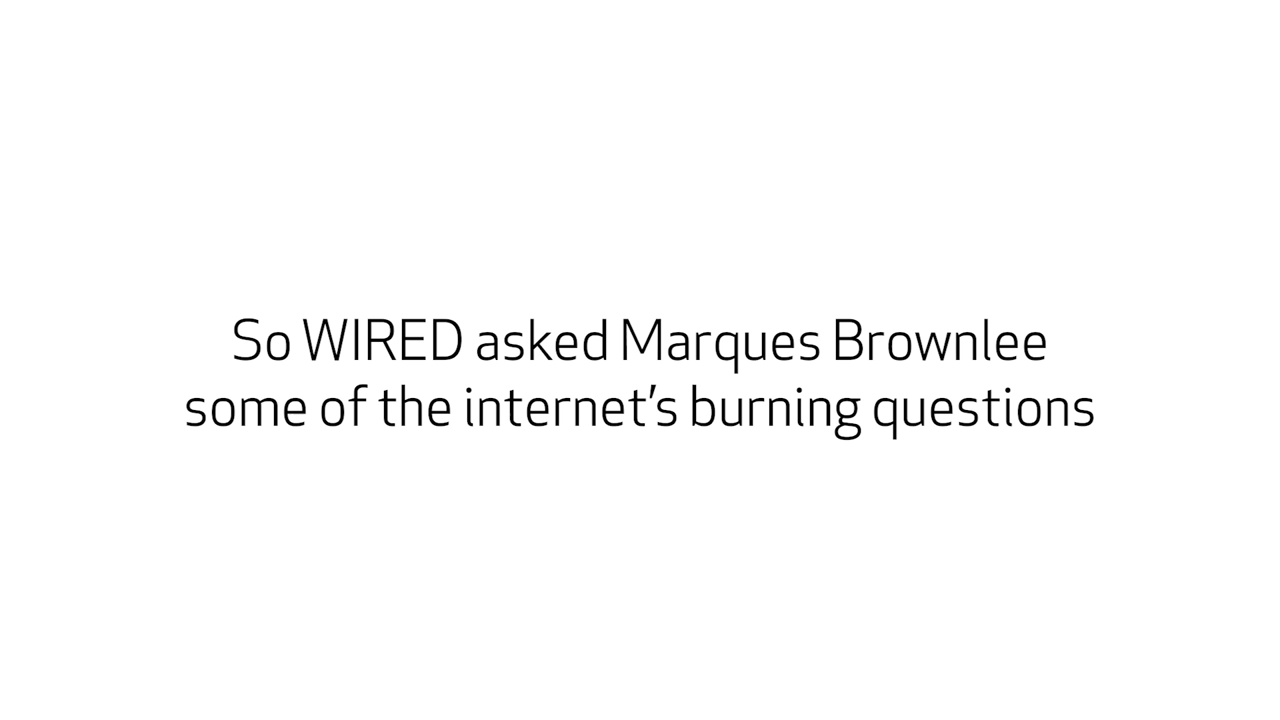 So WIRED asked Marques Brownlee
some of the internet’s burning questions